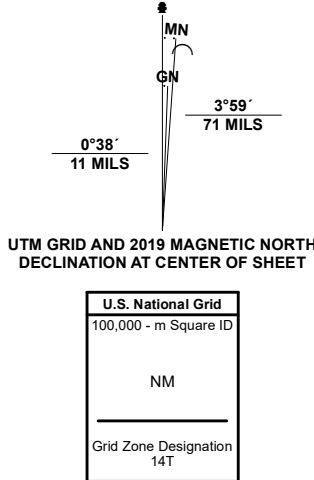 MN
GN
3°59´
71 MILS
0°38´
11 MILS
UTM GRID AND 2019 MAGNETIC NORTH
DECLINATION AT CENTER OF SHEET
U.S. National Grid
100,000 - m Square ID
NM
Grid Zone Designation
14T